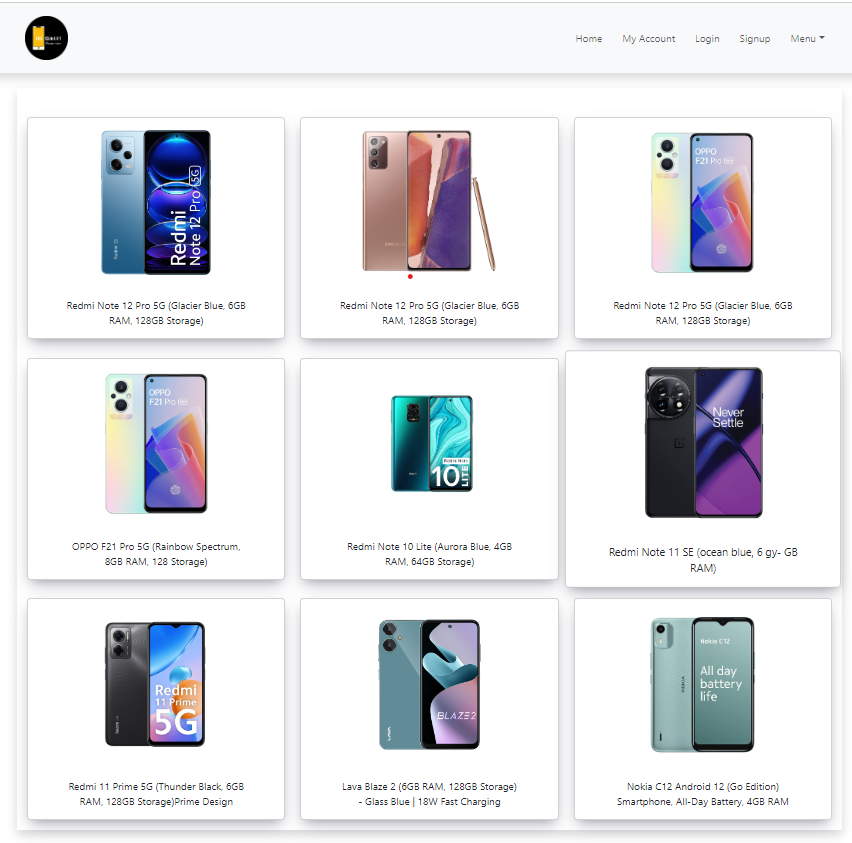 Home My Account Login Signup Menu
Redmi
Note 12 Pro 5G
OPPO
F21 Pro 5G
Redmi Note 12 Pro 5G (Glacier Blue, 6GB
RAM, 128GB Storage)
Redmi Note 12 Pro 5G (Glacier Blue, 6GB
RAM, 128GB Storage)
Redmi Note 12 Pro 5G (Glacier Blue, 6GB
RAM, 128GB Storage)
OPPO
F21 Pro 5G
Redmi Note
10 LITE
Never
Settle
OPPO F21 Pro 5G (Rainbow Spectrum,
8GB RAM, 128 Storage)
Redmi Note 10 Lite (Aurora Blue, 4GB
RAM, 64GB Storage)
Redmi Note 11 SE (ocean blue, 6 gy- GB
RAM)
Redmi
11 Prime
5G
LAVA
BLAZE2
NOKIA
Nokia C12
All day
battery
life
Redmi 11 Prime 5G (Thunder Black, 6GB
RAM, 128GB Storage)Prime Design
Lava Blaze 2 (6GB RAM, 128GB Storage)
- Glass Blue | 18W Fast Charging
Nokia C12 Android 12 (Go Edition)
Smartphone, All-Day Battery, 4GB RAM